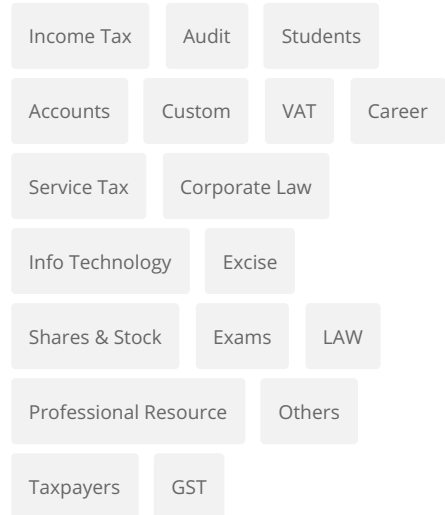 Income Tax Audit Students
Accounts Custom VAT Career
Service Tax Corporate Law
Info Technology Excise
Shares & Stock Exams LAW
Professional Resource Others
Taxpayers GST